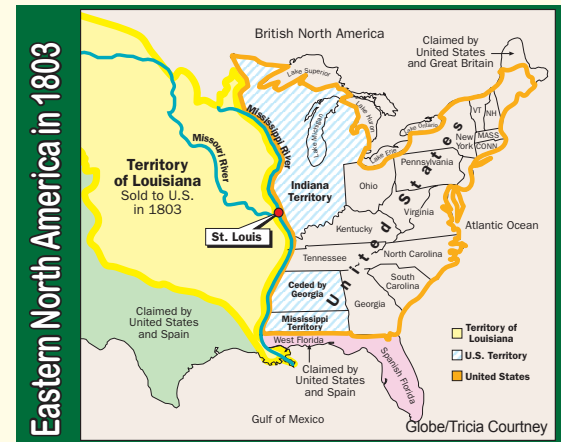 Eastern North America in 1803
British North America
Claimed by
United States
and Great Britain
Lake Superior
Lake Michigan
Lake Huron
Lake Ontario
Lake Erie
Mississippi River
Missouri River
Territory
of Louisiana
Sold to U.S.
in 1803
St. Louis
Indiana
Territory
United States
VT
NH
New
York
MASS
CONN
Pennsylvania
Ohio
Virginia
Kentucky
Atlantic Ocean
Tennessee
North Carolina
South
Carolina
Georgia
Ceded by
Georgia
Mississippi
Territory
West Florida
Spanish Florida
Claimed by
United States
and Spain
Claimed by
United States
and Spain
Gulf of Mexico
Territory of
Louisiana
U.S. Territory
United States
Globe/Tricia Courtney